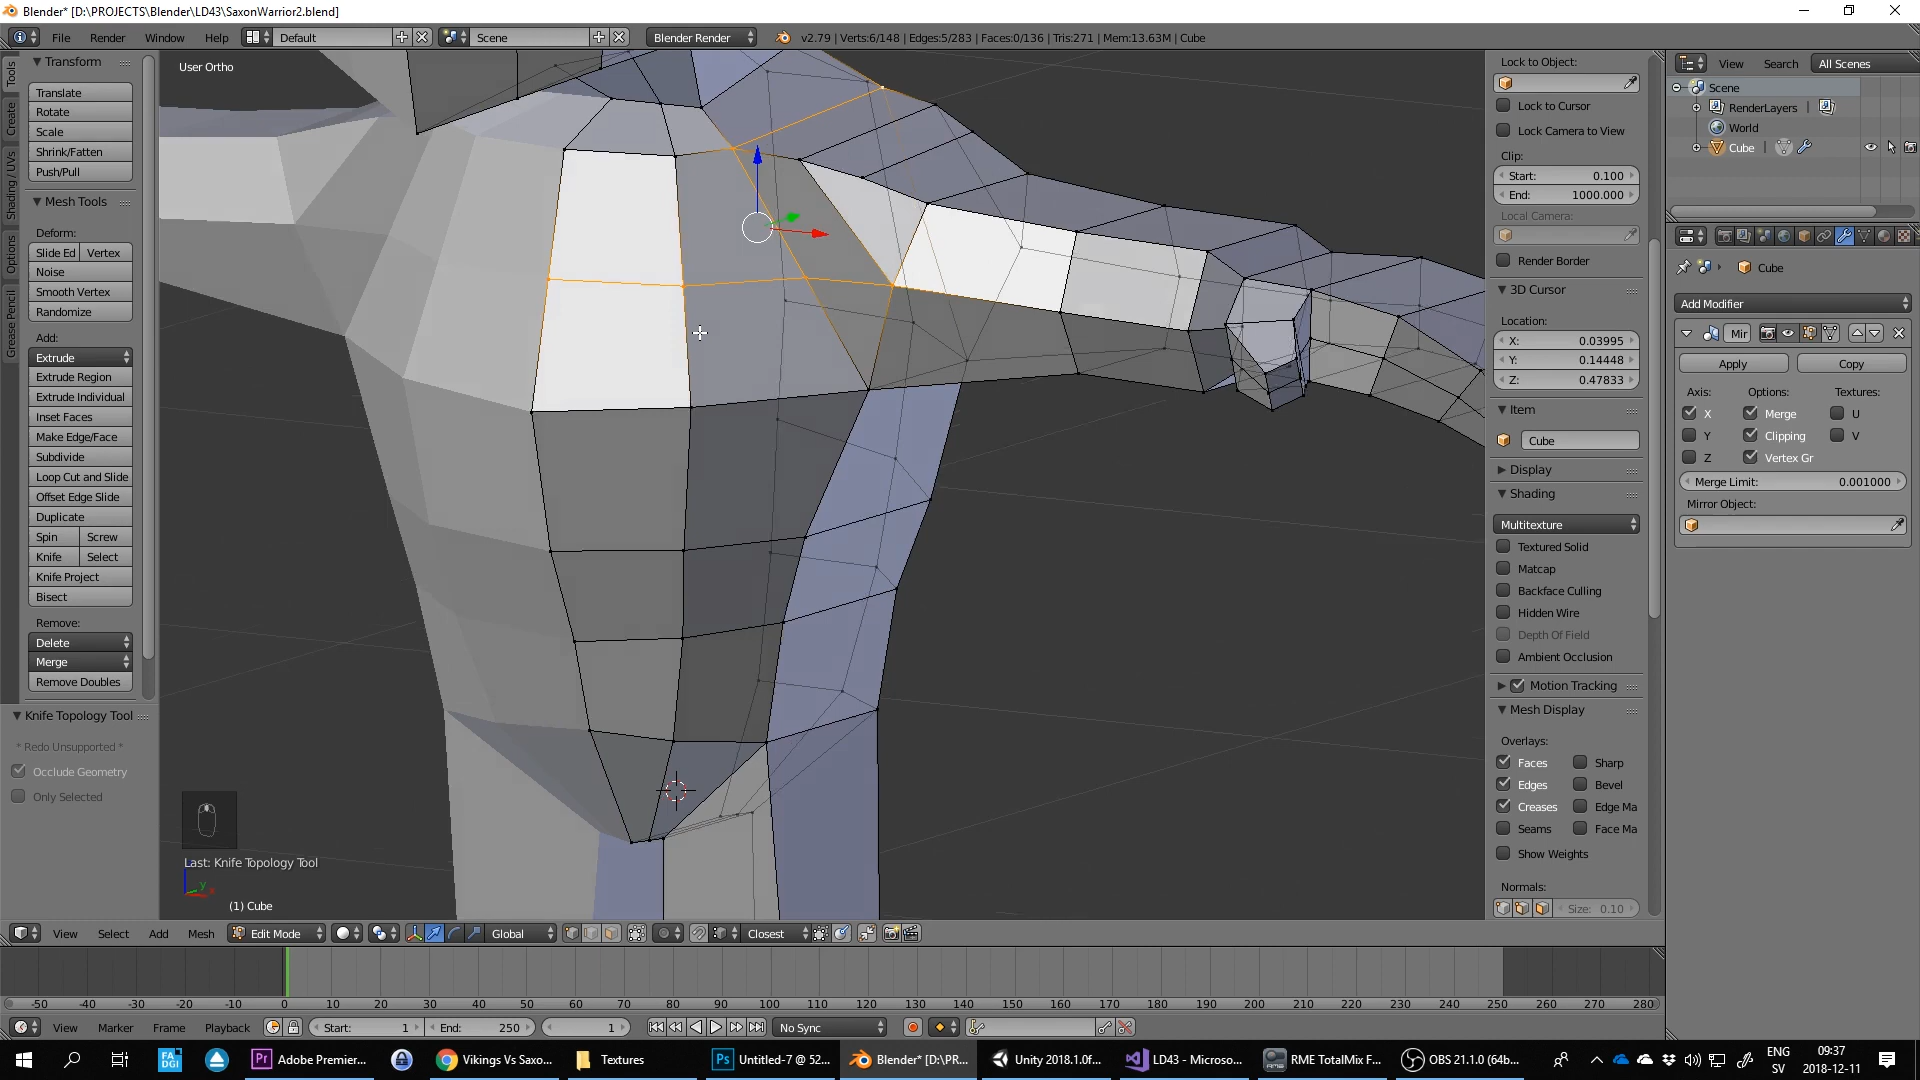 Blender* [D:\PROJECTS\Blender\LD43\SaxonWarrior2.blend]
File Render Window Help Default Scene Blender Render v2.79 | Verts:6/148 | Edges:5/283 | Faces:0/136 | Tris:271 | Mem:13.63M | Cube
Tools
Create
Shading / UVs
Options
Grease Pencil
Transform
Translate
Rotate
Scale
Shrink/Fatten
Push/Pull
Mesh Tools
Deform:
Slide Ed Vertex
Noise
Smooth Vertex
Randomize
Add:
Extrude
Extrude Region
Extrude Individual
Inset Faces
Make Edge/Face
Subdivide
Loop Cut and Slide
Offset Edge Slide
Duplicate
Spin Screw
Knife Select
Knife Project
Bisect
Remove:
Delete
Merge
Remove Doubles
Knife Topology Tool
* Redo Unsupported *
Occlude Geometry
Only Selected
User Ortho
Last: Knife Topology Tool
(1) Cube
Lock to Object:
Lock to Cursor
Lock Camera to View
Clip:
Start: 0.100
End: 1000.000
Local Camera:
Render Border
3D Cursor
Location:
X: 0.03995
Y: 0.14448
Z: 0.47833
Item
Cube
Display
Shading
Multitexture
Textured Solid
Matcap
Backface Culling
Hidden Wire
Depth Of Field
Ambient Occlusion
Motion Tracking
Mesh Display
Overlays:
Faces Sharp
Edges Bevel
Creases Edge Ma
Seams Face Ma
Show Weights
Normals:
Size: 0.10
View Search All Scenes
Scene
RenderLayers
World
Cube
Cube
Add Modifier
Mir
Apply Copy
Axis: Options: Textures:
X Merge U
Y Clipping V
Z Vertex Gr
Merge Limit: 0.001000
Mirror Object:
View Select Add Mesh Edit Mode Global Closest
-50 -40 -30 -20 -10 0 10 20 30 40 50 60 70 80 90 100 110 120 130 140 150 160 170 180 190 200 210 220 230 240 250 260 270 280
View Marker Frame Playback Start: 1 End: 250 1 No Sync
FA
DG!
Pr Adobe Premier... Vikings Vs Saxo... Textures Ps Untitled-7 @ 52... Blender* [D:\PR... Unity 2018.1.0f... LD43 - Microso... RME TotalMix F... OBS 21.1.0 (64b...
ENG
SV
09:37
2018-12-11